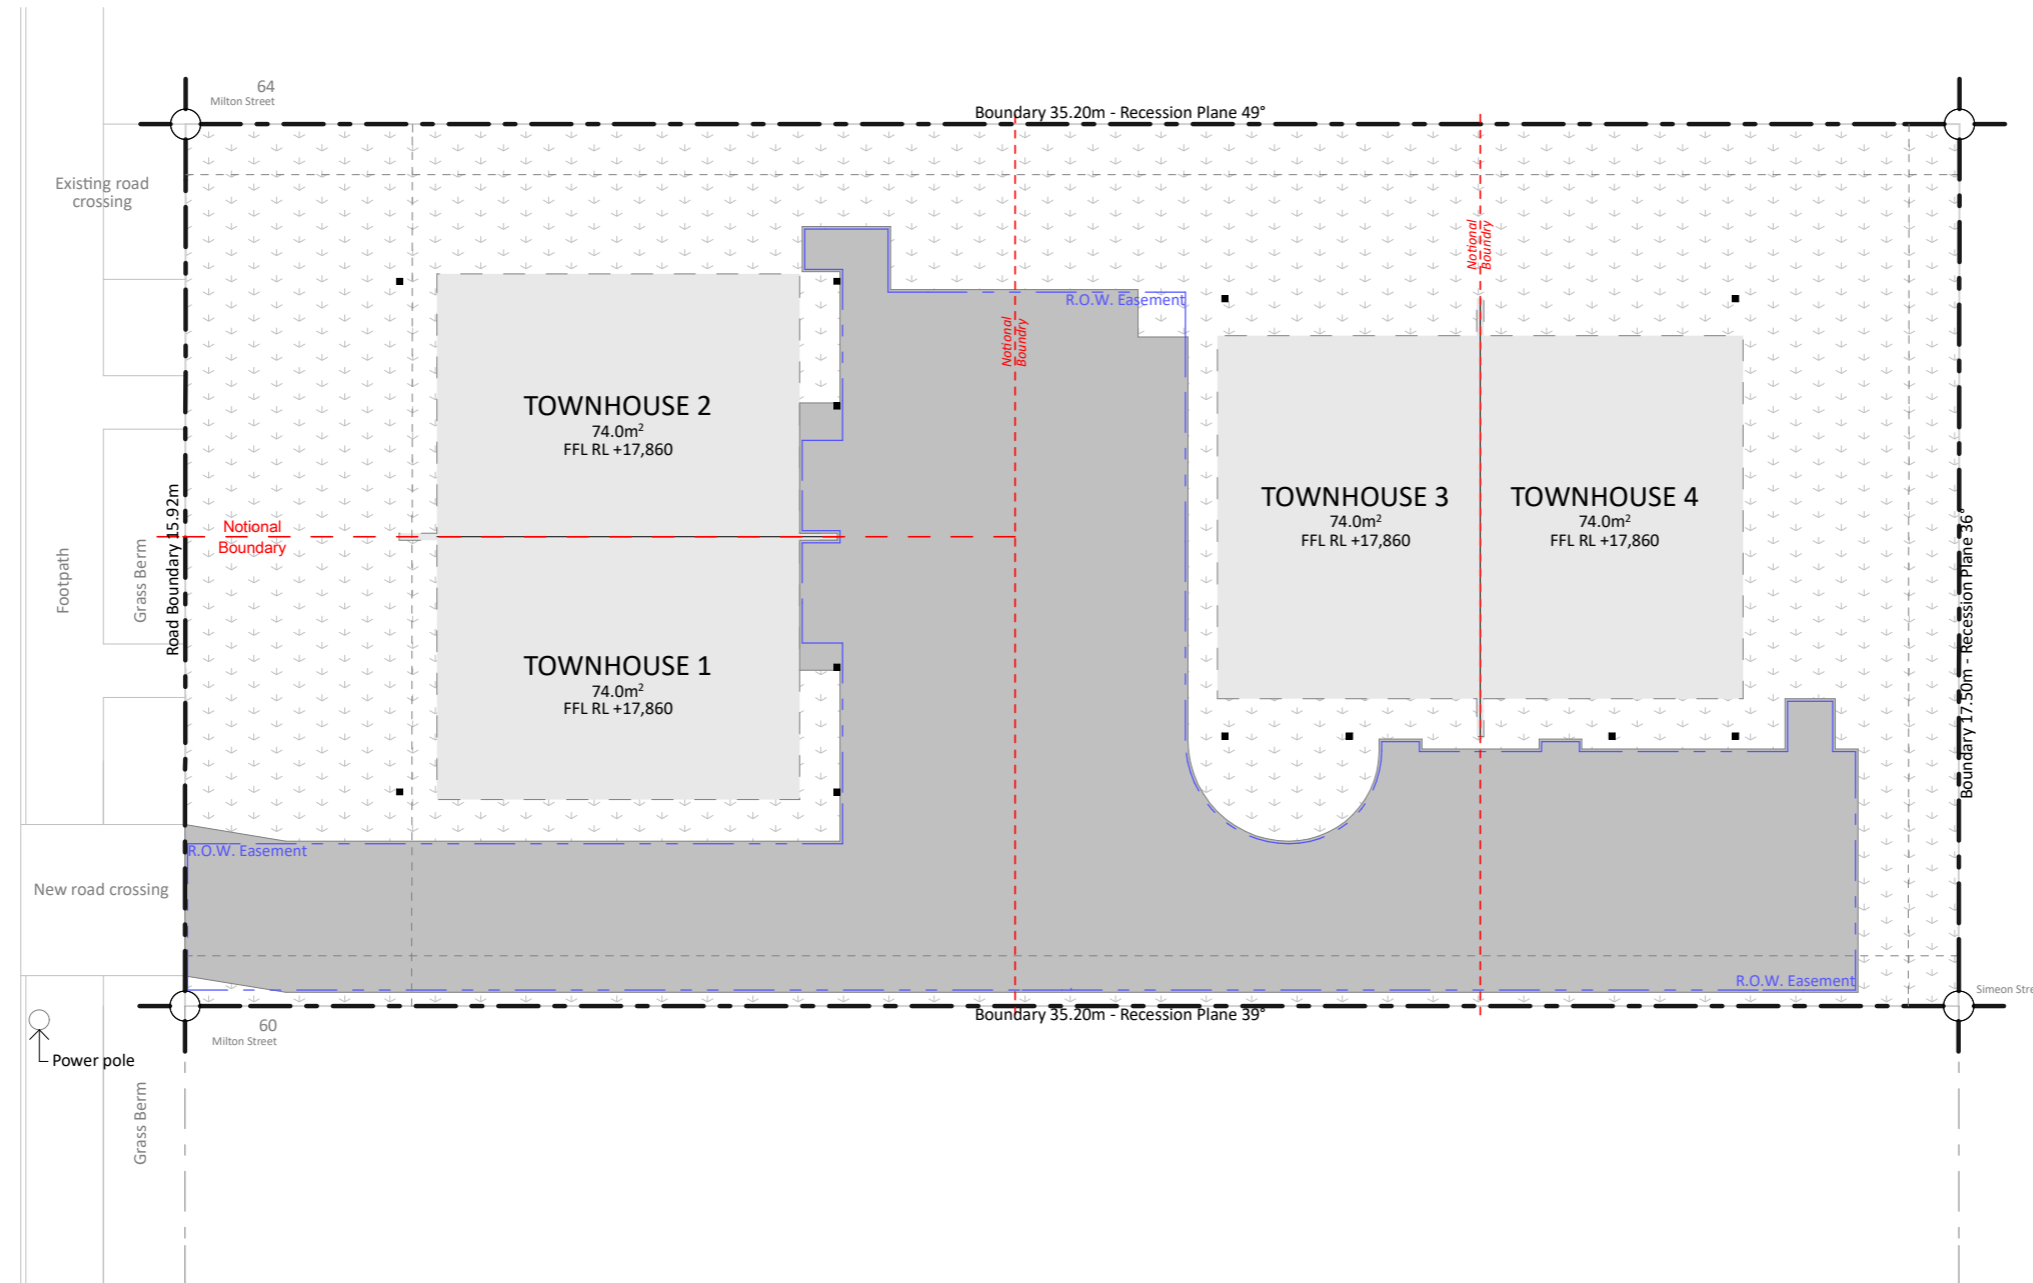 64
Milton Street
Boundary 35.20m - Recession Plane 49°
Existing road
crossing
Notional
Boundry
R.O.W. Easement
Notional
Boundry
TOWNHOUSE 2
74.0m²
FFL RL +17,860
TOWNHOUSE 3
74.0m²
FFL RL +17,860
TOWNHOUSE 4
74.0m²
FFL RL +17,860
Notional
Boundary
Footpath
Grass Berm
Road Boundary 15.92m
Boundary 17.50m - Recession Plane 36°
TOWNHOUSE 1
74.0m²
FFL RL +17,860
R.O.W. Easement
New road crossing
R.O.W. Easement
Simeon Stre
Boundary 35.20m - Recession Plane 39°
60
Milton Street
Power pole
Grass Berm